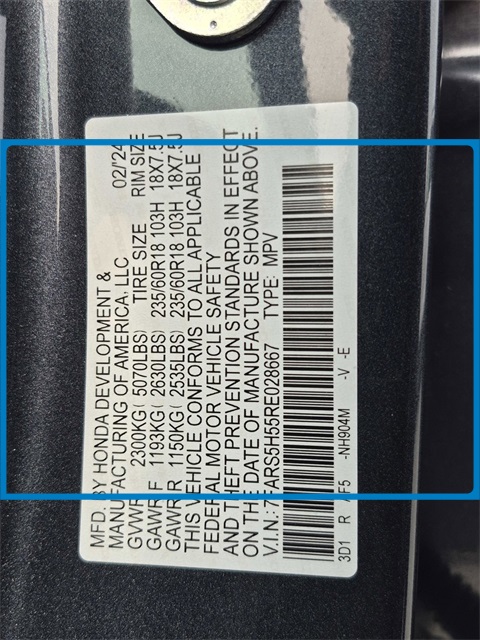 MFD. BY HONDA DEVELOPMENT &
MANUFACTURING OF AMERICA, LLC 02/'24
GVWR 2300KG ( 5070LBS) TIRE SIZE RIM SIZE
GAWR F 1193KG ( 2630LBS) 235/60R18 103H 18X7.5J
GAWR R 1150KG ( 2535LBS) 235/60R18 103H 18X7.5J
THIS VEHICLE CONFORMS TO ALL APPLICABLE
FEDERAL MOTOR VEHICLE SAFETY
AND THEFT PREVENTION STANDARDS IN EFFECT
ON THE DATE OF MANUFACTURE SHOWN ABOVE.
V.I.N.: 7FARS5H55RE028667 TYPE: MPV
3D1 R -NH904M -V -E